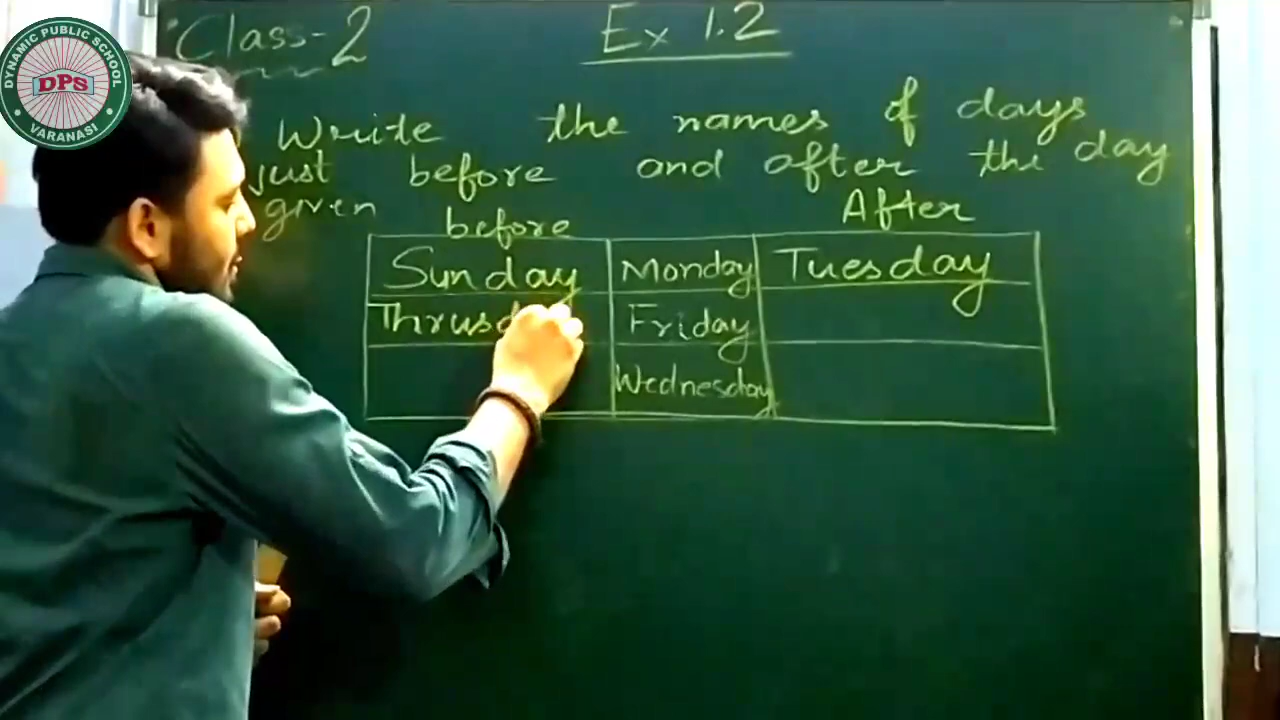 DYNAMIC PUBLIC SCHOOL
DPS
VARANASI
Class-2
Ex 1.2
Write the names of days
just before and after the day
given
before After
Sunday Monday Tuesday
Thrusd Friday
Wednesday